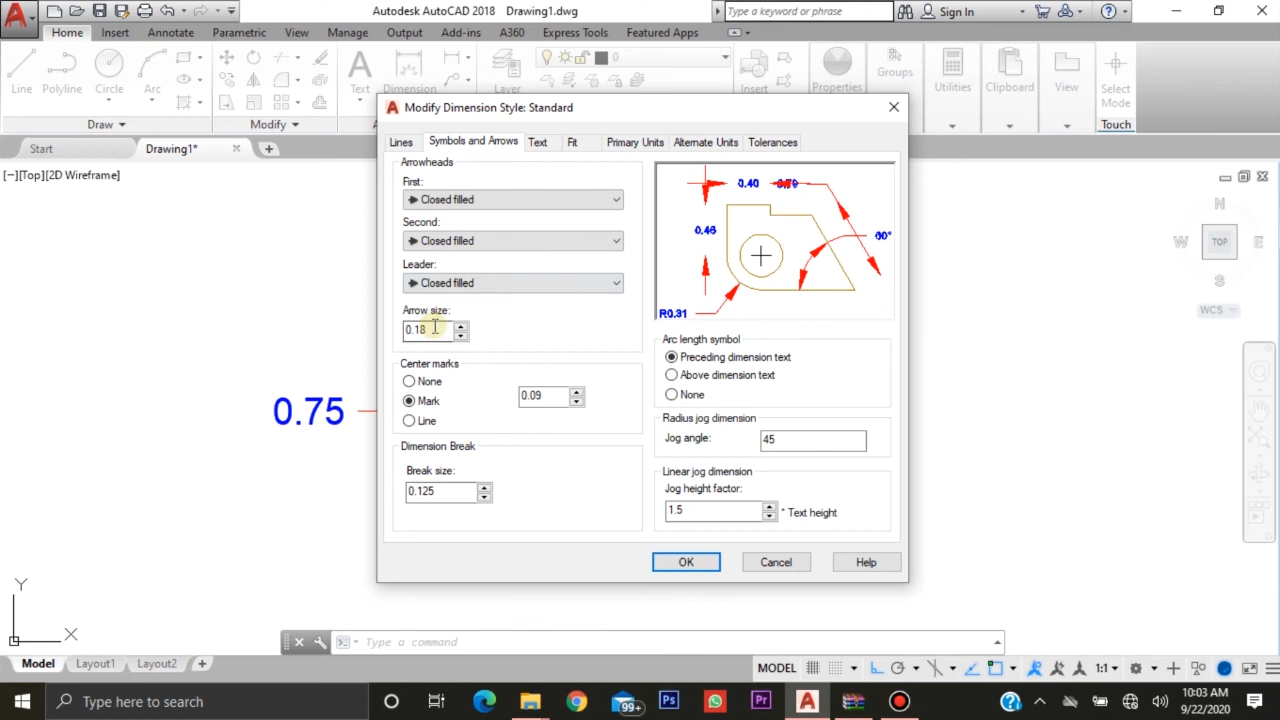 Autodesk AutoCAD 2018 Drawing1.dwg
Type a keyword or phrase
Sign In
Home Insert Annotate Parametric View Manage Output Add-ins A360 Express Tools Featured Apps
0
Line Polyline Circle Arc Text Dimension Layer Insert Properties Groups Utilities Clipboard View Select Mode
Draw Modify Touch
Start Drawing1*
[−][Top][2D Wireframe]
Modify Dimension Style: Standard
Lines Symbols and Arrows Text Fit Primary Units Alternate Units Tolerances
Arrowheads
First:
Closed filled
Second:
Closed filled
Leader:
Closed filled
Arrow size:
0.18
Center marks
None
Mark
Line
0.09
Dimension Break
Break size:
0.125
0.40 0.70
0.46
60°
R0.31
Arc length symbol
Preceding dimension text
Above dimension text
None
Radius jog dimension
Jog angle: 45
Linear jog dimension
Jog height factor:
1.5 * Text height
OK Cancel Help
0.75
N
W TOP E
S
WCS
Y
X
Type a command
Model Layout1 Layout2
MODEL 1:1
Type here to search
99+
Ps
Pr
10:03 AM
9/22/2020